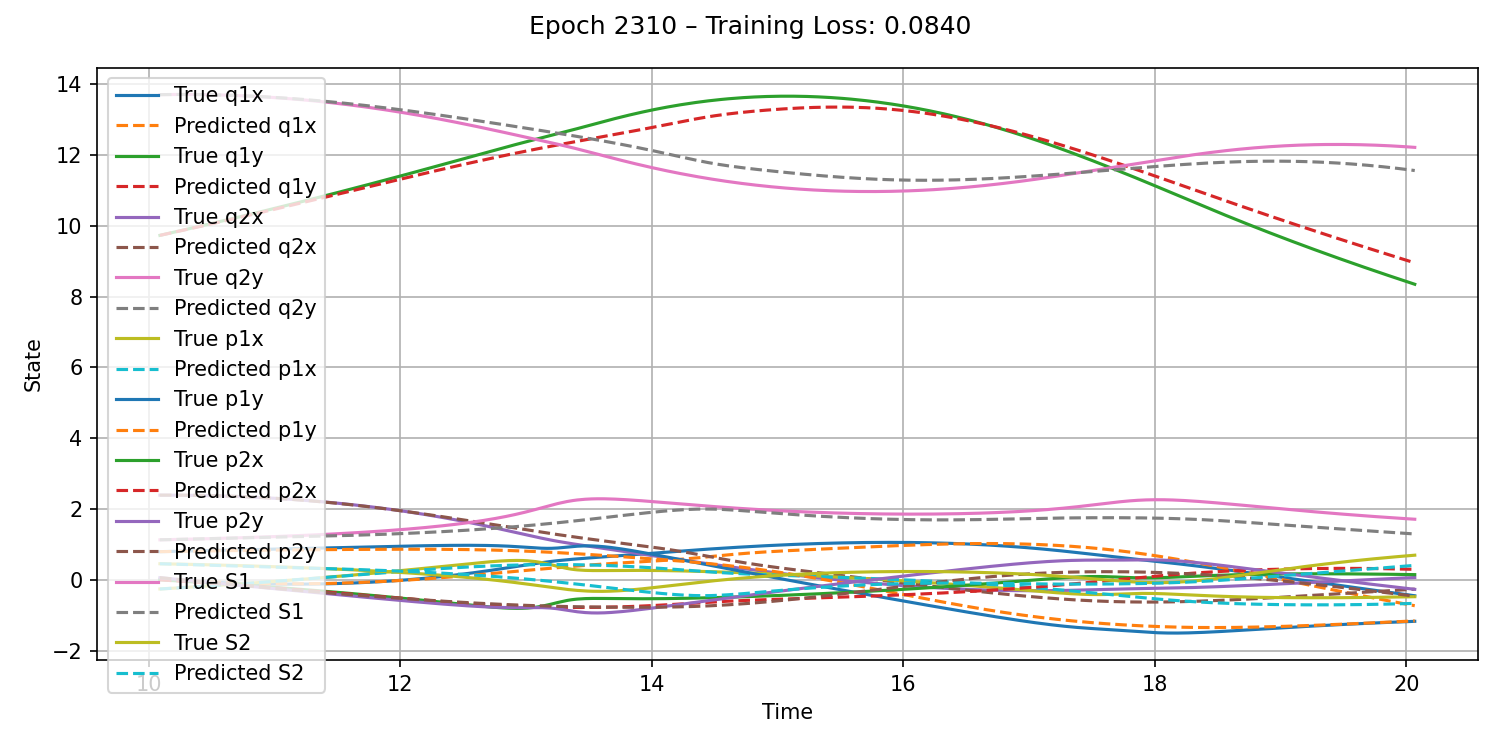 Epoch 2310 – Training Loss: 0.0840
State
14
12
10
8
6
4
2
0
−2
True q1x
Predicted q1x
True q1y
Predicted q1y
True q2x
Predicted q2x
True q2y
Predicted q2y
True p1x
Predicted p1x
True p1y
Predicted p1y
True p2x
Predicted p2x
True p2y
Predicted p2y
True S1
Predicted S1
True S2
Predicted S2
10 12 14 16 18 20
Time